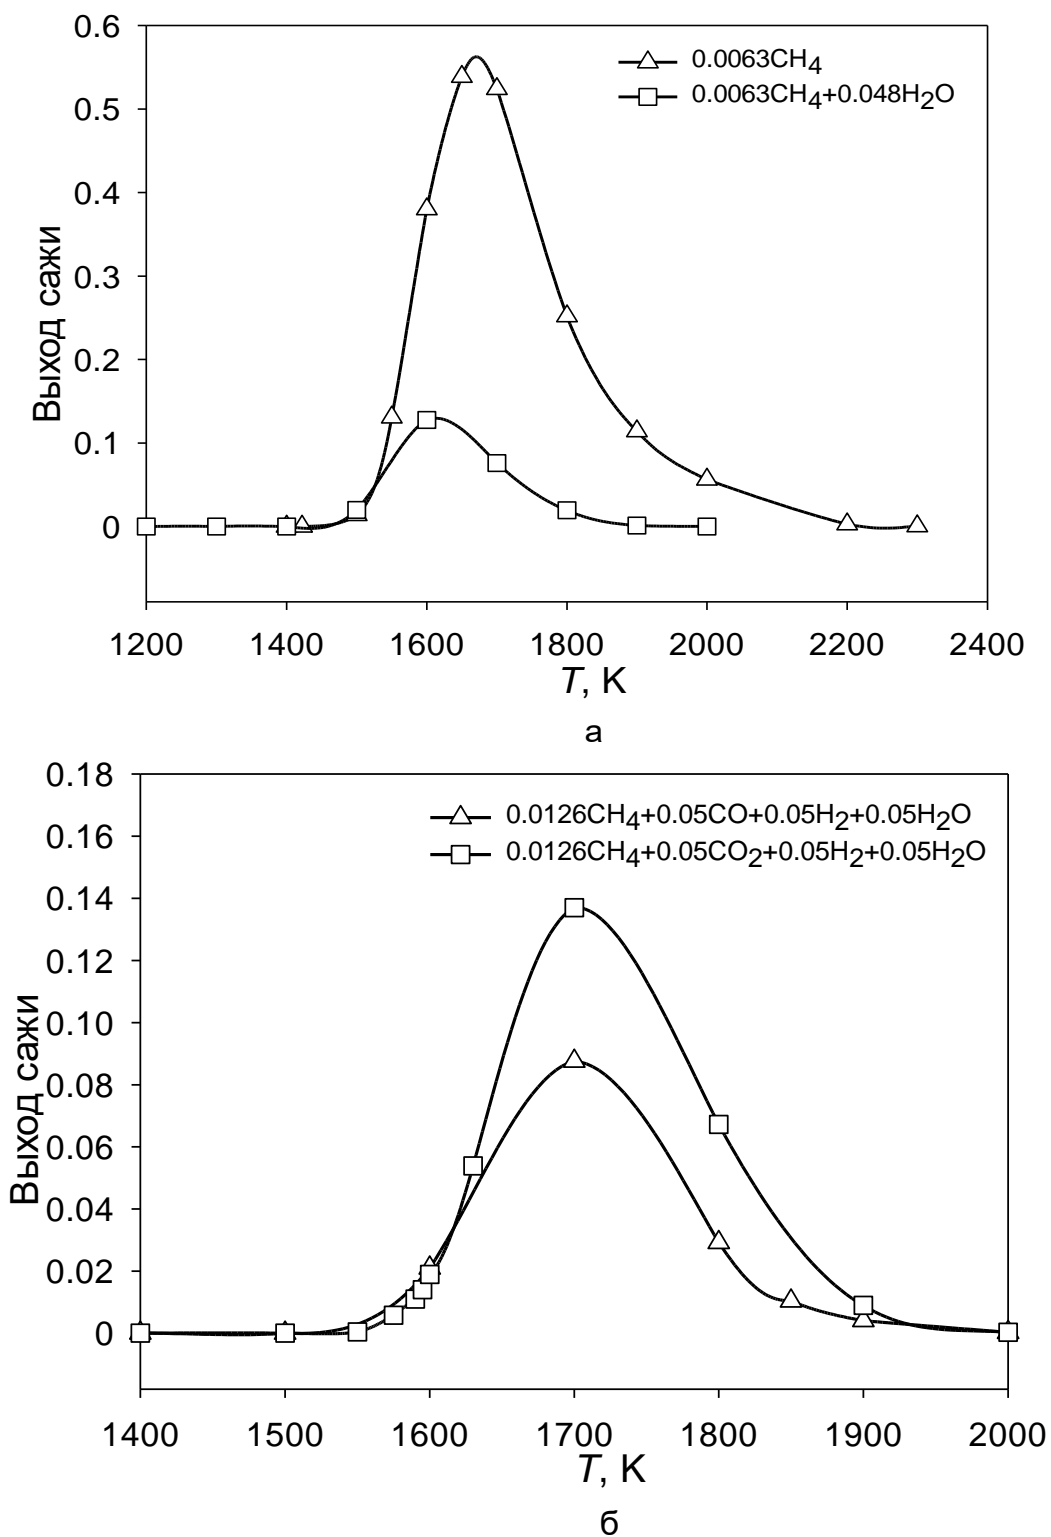 0.6
0.5
0.4
0.3
0.2
0.1
0
Выход сажи
0.0063CH4
0.0063CH4+0.048H2O
1200 1400 1600 1800 2000 2200 2400
T, K
а
0.18
0.16
0.14
0.12
0.10
0.08
0.06
0.04
0.02
0
Выход сажи
0.0126CH4+0.05CO+0.05H2+0.05H2O
0.0126CH4+0.05CO2+0.05H2+0.05H2O
1400 1500 1600 1700 1800 1900 2000
T, K
б